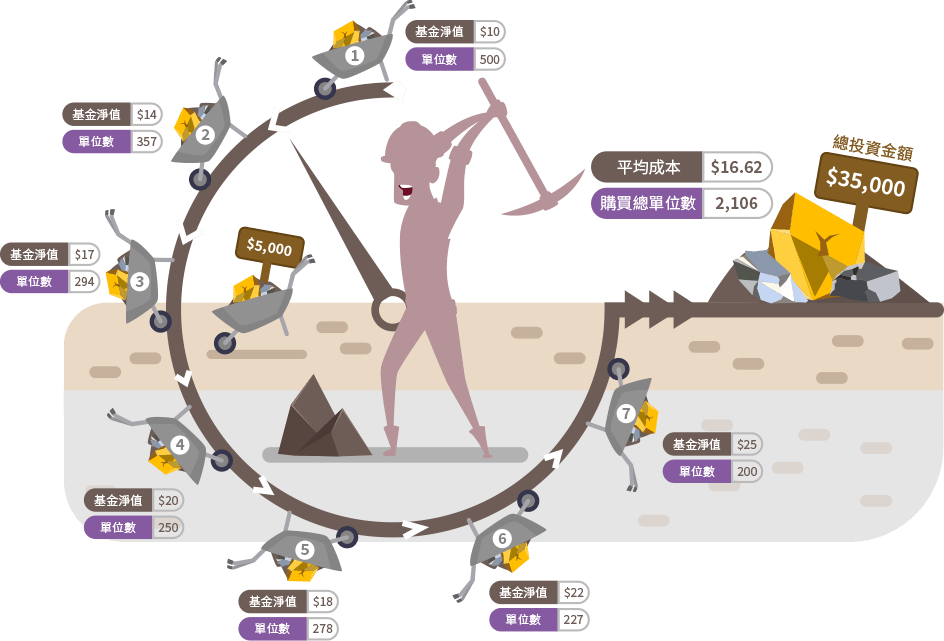 1
基金淨值 $10
單位數 500
2
基金淨值 $14
單位數 357
總投資金額
$35,000
平均成本 $16.62
購買總單位數 2,106
$5,000
3
基金淨值 $17
單位數 294
4
基金淨值 $20
單位數 250
5
基金淨值 $18
單位數 278
6
基金淨值 $22
單位數 227
7
基金淨值 $25
單位數 200